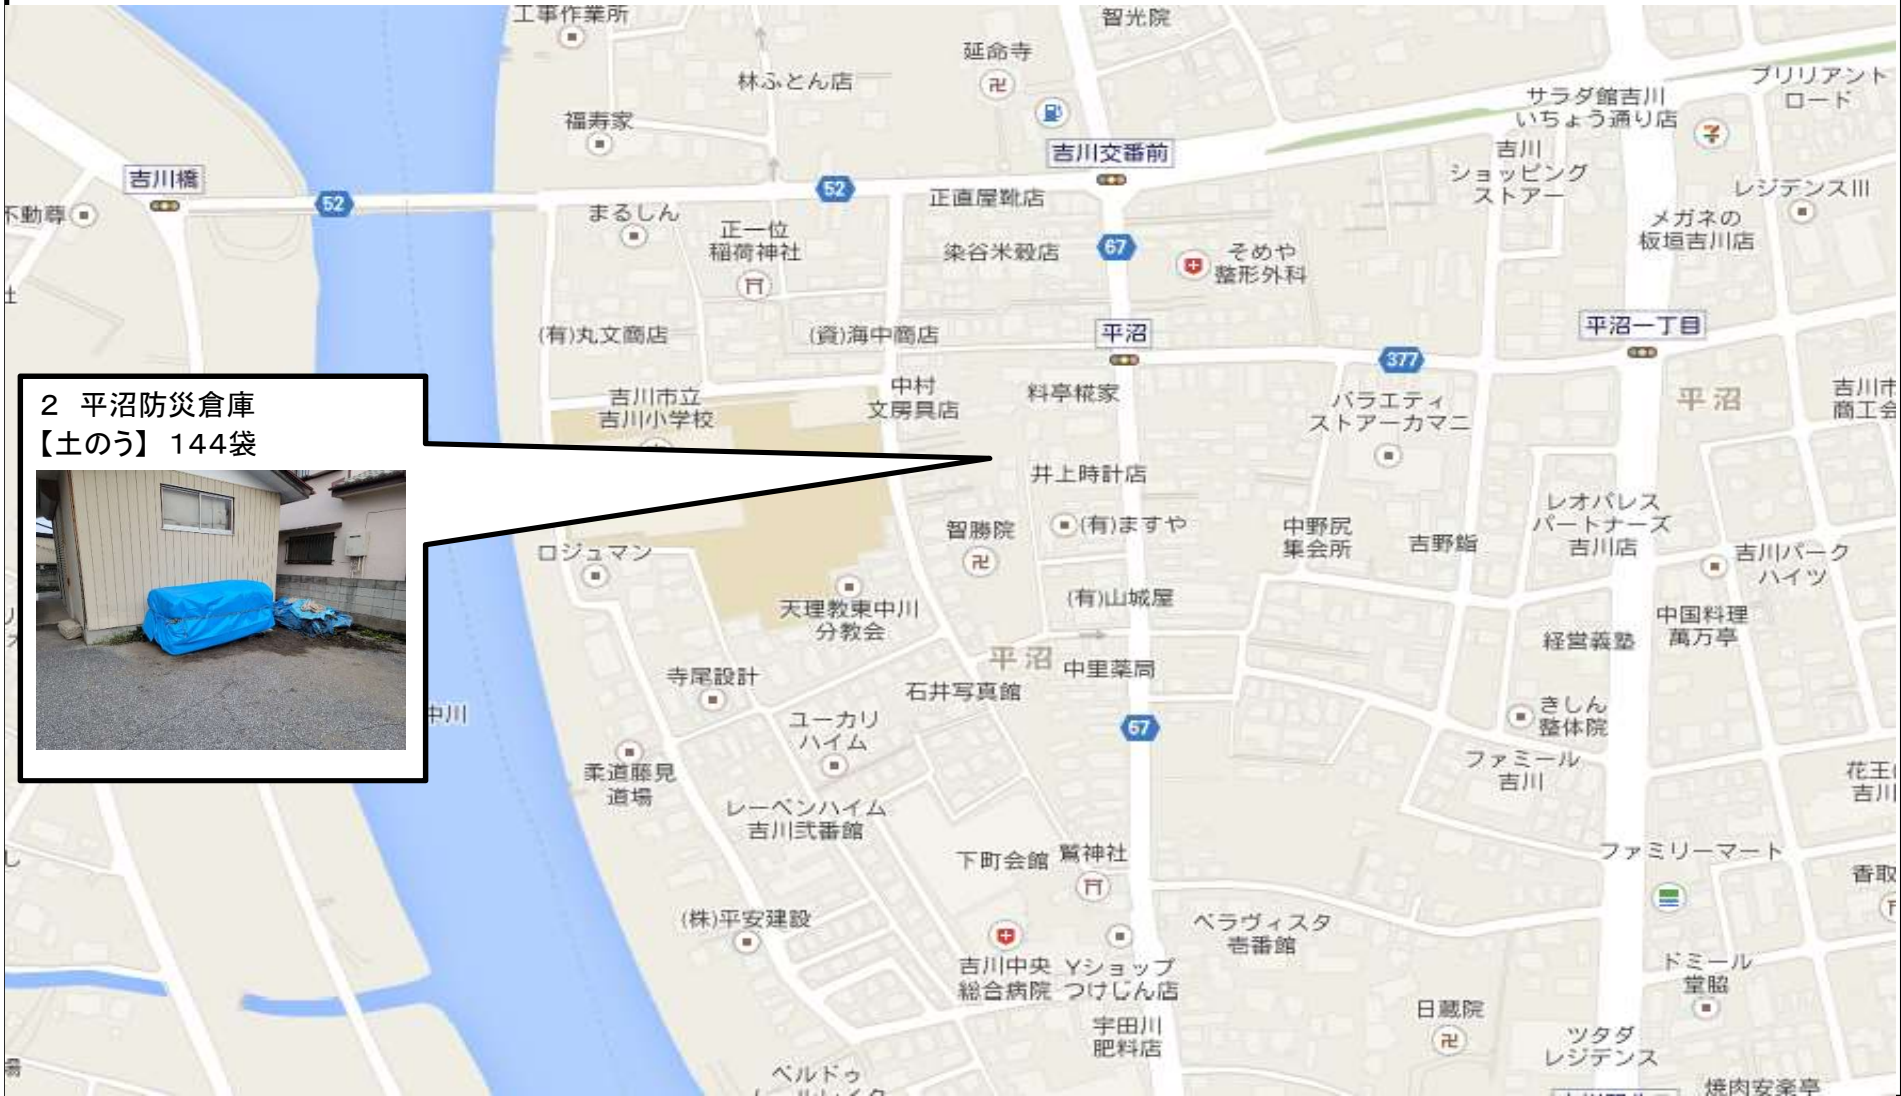 工事作業所
智光院
延命寺
林ふとん店
ブリリアント
ロード
サラダ館吉川
いちょう通り店
福寿家
吉川交番前
吉川
ショッピング
ストアー
吉川橋
52
52
正直屋靴店
レジデンスIII
不動尊
まるしん
正一位
稲荷神社
メガネの
板垣吉川店
染谷米穀店
67
そめや
整形外科
(有)丸文商店
(資)海中商店
平沼
平沼一丁目
377
2 平沼防災倉庫
【土のう】 144袋
吉川市立
吉川小学校
中村
文房具店
料亭糀家
バラエティ
ストアーカマニ
平沼
吉川市
商工会
井上時計店
智勝院
(有)ますや
中野尻
集会所
吉野鮨
レオパレス
パートナーズ
吉川店
吉川パーク
ハイツ
ロジュマン
天理教東中川
分教会
(有)山城屋
中国料理
萬万亭
経営義塾
平沼
中里薬局
寺尾設計
石井写真館
中川
ユーカリ
ハイム
67
きしん
整体院
柔道藤見
道場
ファミール
吉川
花王
吉川
レーベンハイム
吉川弐番館
下町会館
鷲神社
ファミリーマート
香取
(株)平安建設
ベラヴィスタ
壱番館
吉川中央
総合病院
Yショップ
つけじん店
ドミール
堂脇
宇田川
肥料店
日蔵院
ツタダ
レジデンス
ベルドゥ
焼肉安楽亭